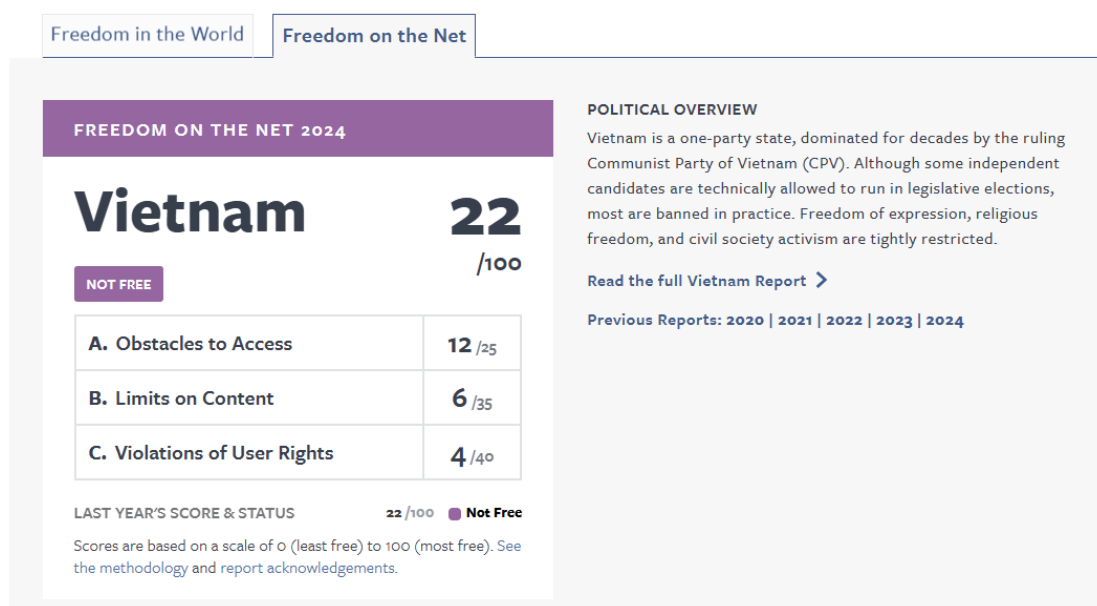 Freedom in the World
Freedom on the Net
FREEDOM ON THE NET 2024
Vietnam
22
/100
NOT FREE
A. Obstacles to Access 12 /25
B. Limits on Content 6 /35
C. Violations of User Rights 4 /40
LAST YEAR'S SCORE & STATUS 22 /100 Not Free
Scores are based on a scale of 0 (least free) to 100 (most free). See
the methodology and report acknowledgements.
POLITICAL OVERVIEW
Vietnam is a one-party state, dominated for decades by the ruling
Communist Party of Vietnam (CPV). Although some independent
candidates are technically allowed to run in legislative elections,
most are banned in practice. Freedom of expression, religious
freedom, and civil society activism are tightly restricted.
Read the full Vietnam Report
Previous Reports: 2020 | 2021 | 2022 | 2023 | 2024